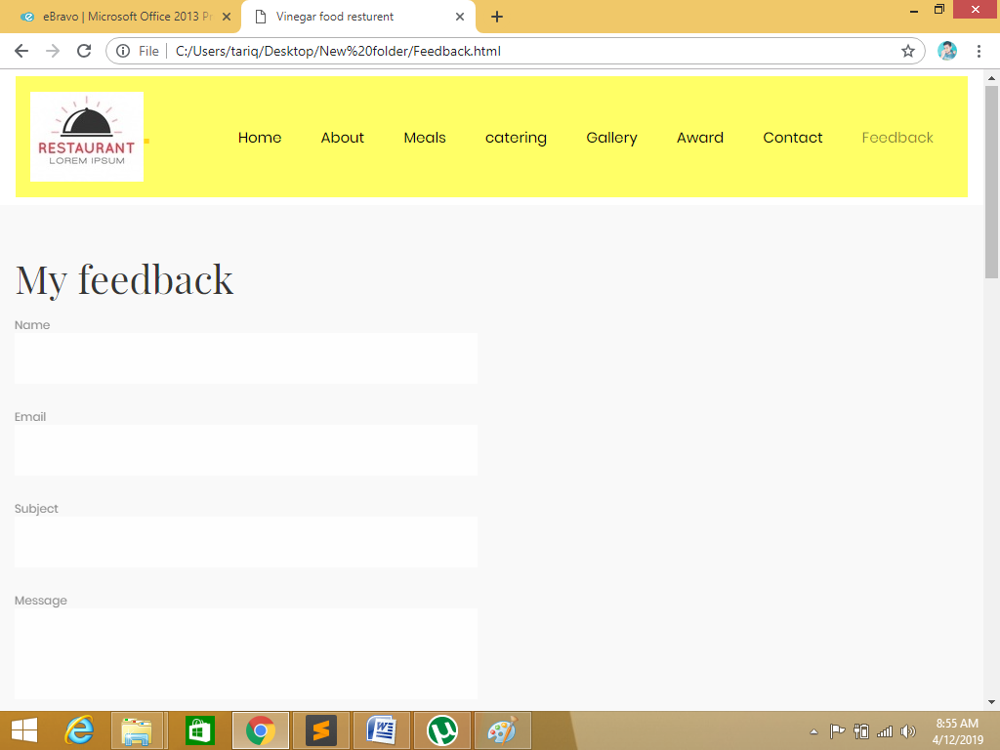 eBravo | Microsoft Office 2013 Pr
Vinegar food resturent
File | C:/Users/tariq/Desktop/New%20folder/Feedback.html
RESTAURANT
LOREM IPSUM
Home About Meals catering Gallery Award Contact Feedback
My feedback
Name
Email
Subject
Message
8:55 AM
4/12/2019